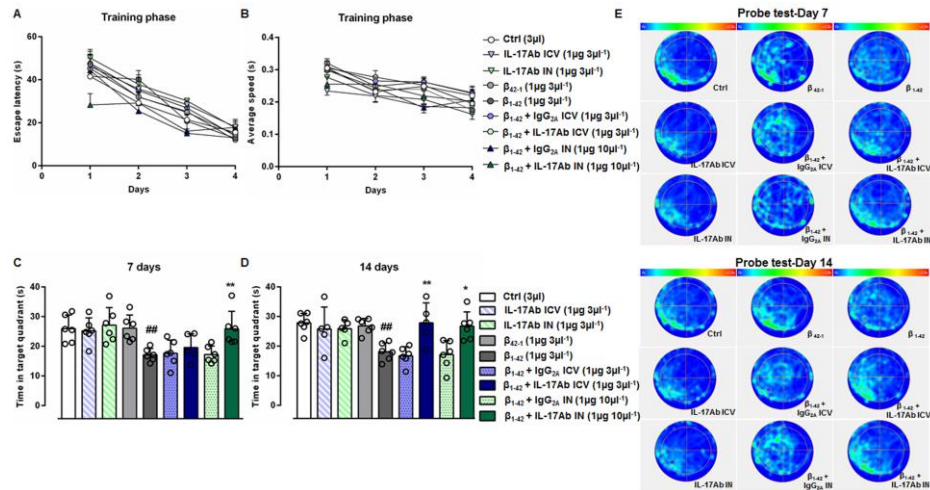 A
Training phase
Escape latency (s)
60
40
20
0
0
1
2
3
4
Days
B
Training phase
Average speed (s)
0.4
0.3
0.2
0.1
0.0
0
1
2
3
4
Days
Ctrl (3μl)
IL-17Ab ICV (1μg 3μl⁻¹)
IL-17Ab IN (1μg 3μl⁻¹)
β₄₂₋₁ (1μg 3μl⁻¹)
β₁₋₄₂ (1μg 3μl⁻¹)
β₁₋₄₂ + IgG₂A ICV (1μg 3μl⁻¹)
β₁₋₄₂ + IL-17Ab ICV (1μg 3μl⁻¹)
β₁₋₄₂ + IgG₂A IN (1μg 10μl⁻¹)
β₁₋₄₂ + IL-17Ab IN (1μg 10μl⁻¹)
C
7 days
Time in target quadrant (s)
40
30
20
10
0
##
**
D
14 days
Time in target quadrant (s)
40
30
20
10
0
##
**
*
Ctrl (3μl)
IL-17Ab ICV (1μg 3μl⁻¹)
IL-17Ab IN (1μg 3μl⁻¹)
β₄₂₋₁ (1μg 3μl⁻¹)
β₁₋₄₂ (1μg 3μl⁻¹)
β₁₋₄₂ + IgG₂A ICV (1μg 3μl⁻¹)
β₁₋₄₂ + IL-17Ab ICV (1μg 3μl⁻¹)
β₁₋₄₂ + IgG₂A IN (1μg 10μl⁻¹)
β₁₋₄₂ + IL-17Ab IN (1μg 10μl⁻¹)
E
Probe test-Day 7
Ctrl
β₄₂₋₁
β₁₋₄₂
IL-17Ab ICV
β₁₋₄₂ +
IgG₂A ICV
β₁₋₄₂ +
IL-17Ab ICV
IL-17Ab IN
β₁₋₄₂ +
IgG₂A IN
β₁₋₄₂ +
IL-17Ab IN
Probe test-Day 14
Ctrl
β₄₂₋₁
β₁₋₄₂
IL-17Ab ICV
β₁₋₄₂ +
IgG₂A ICV
β₁₋₄₂ +
IL-17Ab ICV
IL-17Ab IN
β₁₋₄₂ +
IgG₂A IN
β₁₋₄₂ +
IL-17Ab IN